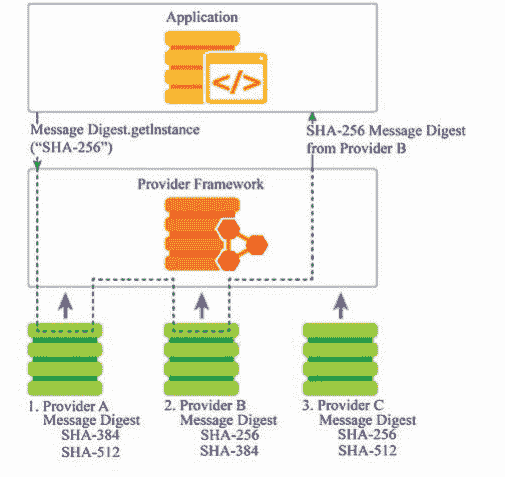 Application
</>
Message Digest.getInstance
(“SHA-256”)
SHA-256 Message Digest
from Provider B
Provider Framework
1. Provider A
Message Digest
SHA-384
SHA-512
2. Provider B
Message Digest
SHA-256
SHA-384
3. Provider C
Message Digest
SHA-256
SHA-512